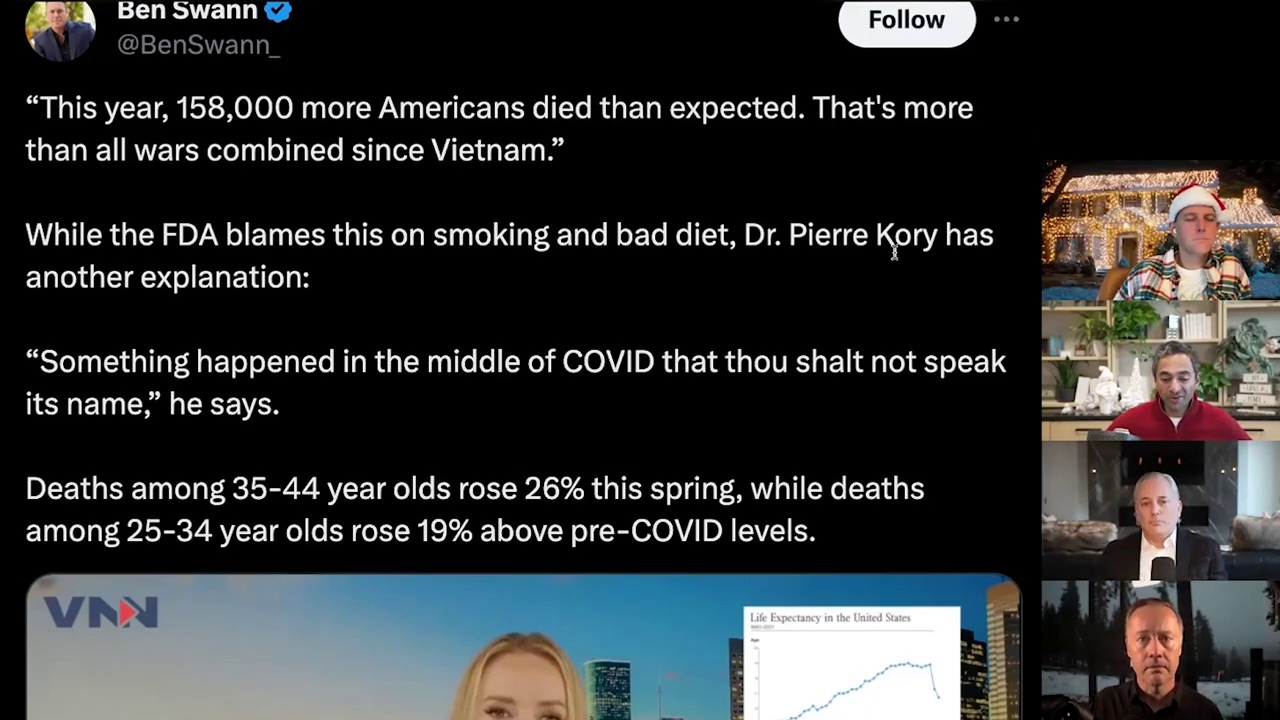 Ben Swann
@BenSwann_
Follow
“This year, 158,000 more Americans died than expected. That's more
than all wars combined since Vietnam.”
While the FDA blames this on smoking and bad diet, Dr. Pierre Kory has
another explanation:
“Something happened in the middle of COVID that thou shalt not speak
its name,” he says.
Deaths among 35-44 year olds rose 26% this spring, while deaths
among 25-34 year olds rose 19% above pre-COVID levels.
VNN
Life Expectancy in the United States